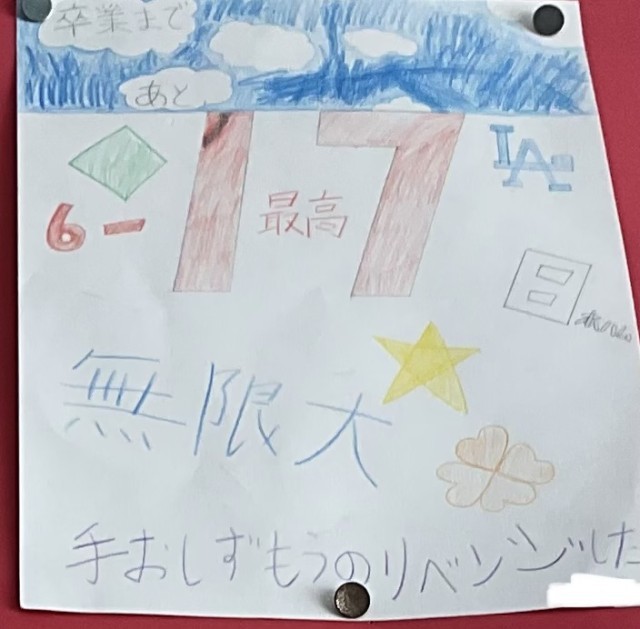 卒業まで
あと
17
6-1 最高
LA
日
無限大
手おしずもうのリベンジした